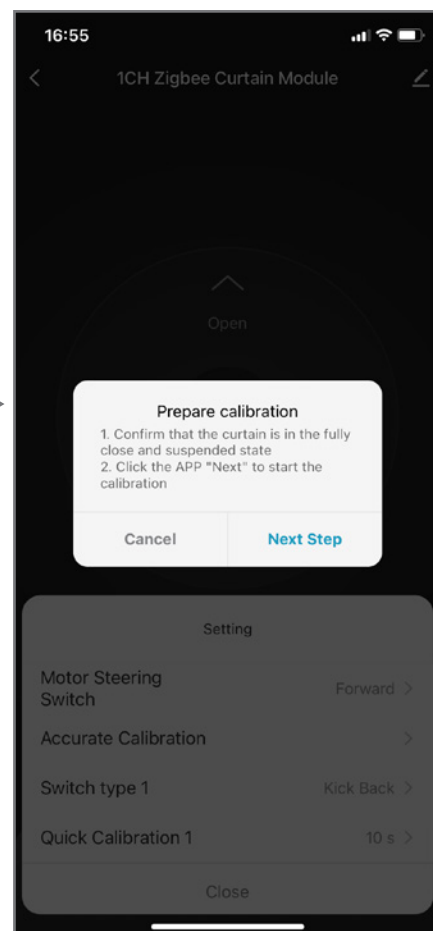 16:55
1CH Zigbee Curtain Module
Open
Prepare calibration
1. Confirm that the curtain is in the fully
close and suspended state
2. Click the APP "Next" to start the
calibration
Cancel
Next Step
Setting
Motor Steering
Switch
Forward
Accurate Calibration
Switch type 1
Kick Back
Quick Calibration 1
10 s
Close